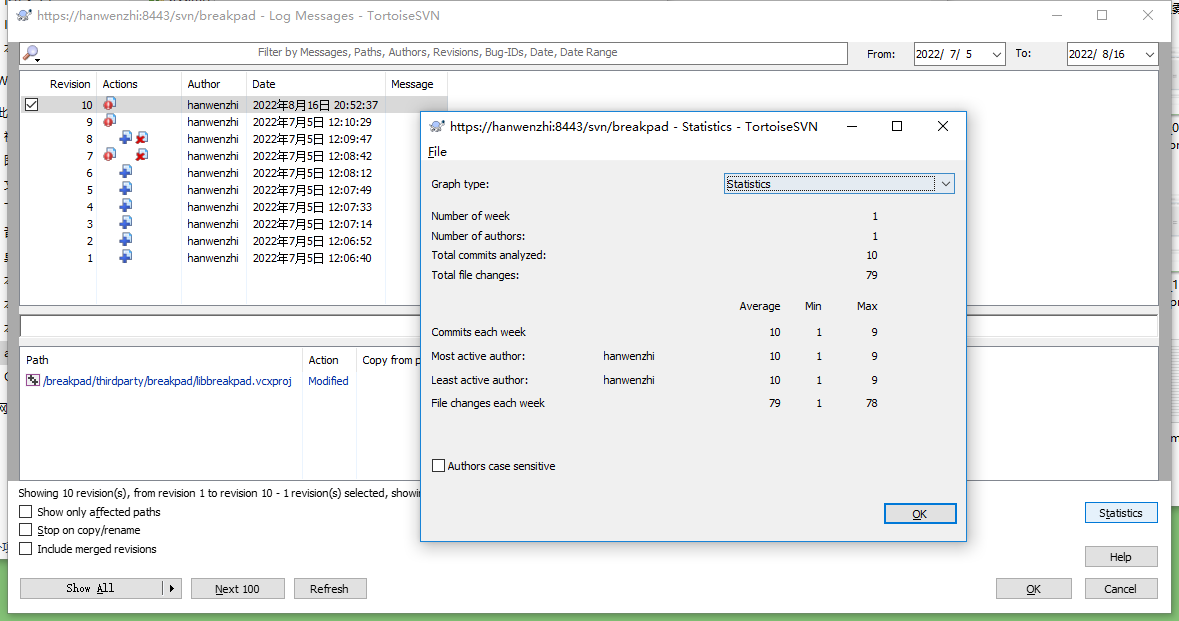 https://hanwenzhi:8443/svn/breakpad - Log Messages - TortoiseSVN
Filter by Messages, Paths, Authors, Revisions, Bug-IDs, Date, Date Range
From: 2022/ 7/ 5 To: 2022/ 8/16
Revision Actions Author Date Message
10 hanwenzhi 2022年8月16日 20:52:37
9 hanwenzhi 2022年7月5日 12:10:29
8 hanwenzhi 2022年7月5日 12:09:47
7 hanwenzhi 2022年7月5日 12:08:42
6 hanwenzhi 2022年7月5日 12:08:12
5 hanwenzhi 2022年7月5日 12:07:49
4 hanwenzhi 2022年7月5日 12:07:33
3 hanwenzhi 2022年7月5日 12:07:14
2 hanwenzhi 2022年7月5日 12:06:52
1 hanwenzhi 2022年7月5日 12:06:40
Path Action Copy from p
/breakpad/thirdparty/breakpad/libbreakpad.vcxproj Modified
Showing 10 revision(s), from revision 1 to revision 10 - 1 revision(s) selected, showi
Show only affected paths
Stop on copy/rename
Include merged revisions
Show All Next 100 Refresh
Statistics
Help
OK Cancel
https://hanwenzhi:8443/svn/breakpad - Statistics - TortoiseSVN
File
Graph type: Statistics
Number of week 1
Number of authors: 1
Total commits analyzed: 10
Total file changes: 79
Average Min Max
Commits each week 10 1 9
Most active author: hanwenzhi 10 1 9
Least active author: hanwenzhi 10 1 9
File changes each week 79 1 78
Authors case sensitive
OK